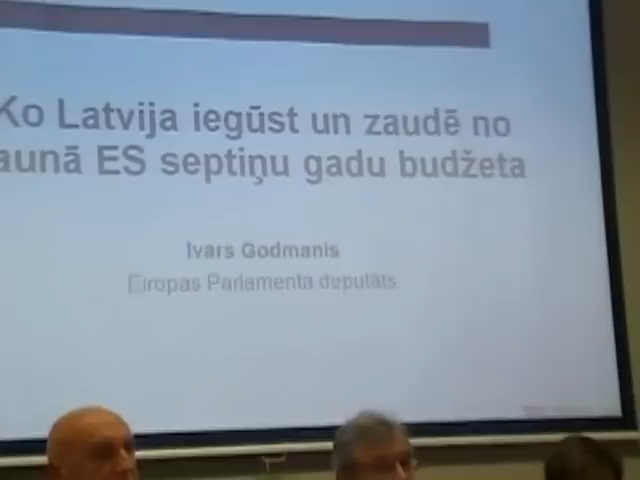 Ko Latvija iegūst un zaudē no
aunā ES septiņu gadu budžeta
Ivars Godmanis
Eiropas Parlamenta deputāts